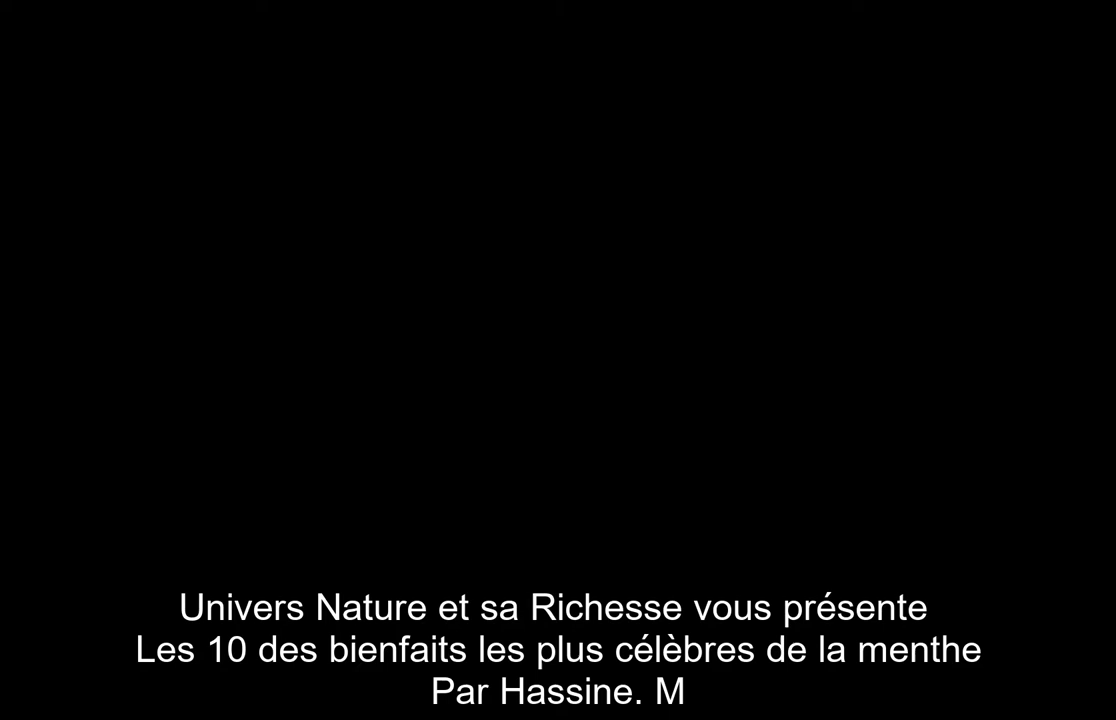 Univers Nature et sa Richesse vous présente
Les 10 des bienfaits les plus célèbres de la menthe
Par Hassine. M